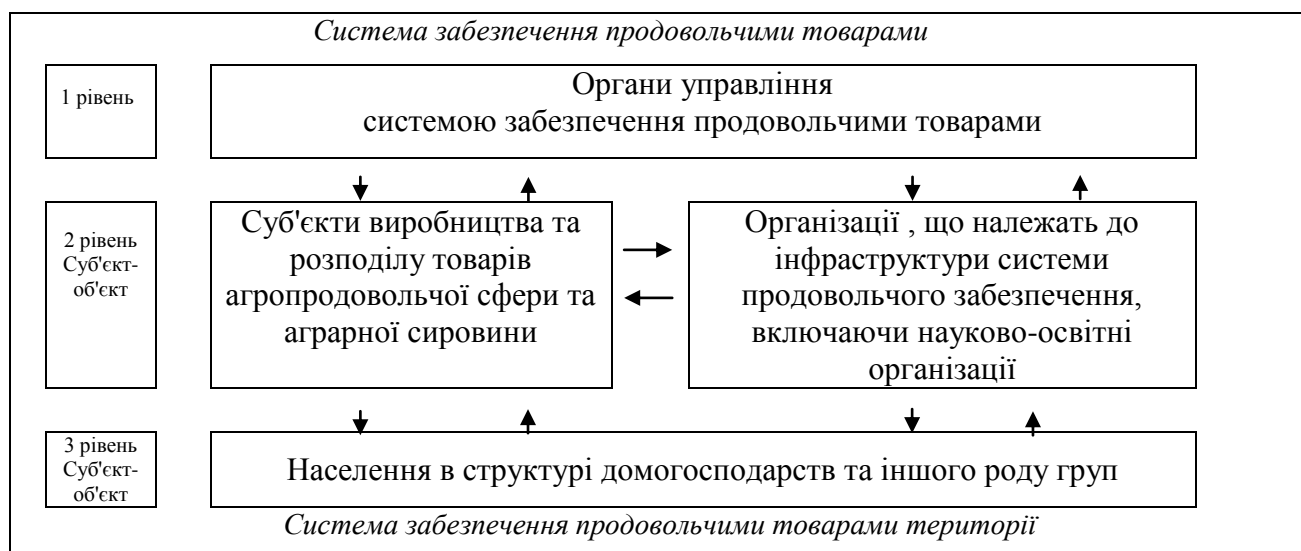 Система забезпечення продовольчими товарами
1 рівень
Органи управління
системою забезпечення продовольчими товарами
2 рівень
Суб'єкт-
об'єкт
Суб'єкти виробництва та
розподілу товарів
агропродовольчої сфери та
аграрної сировини
Організації , що належать до
інфраструктури системи
продовольчого забезпечення,
включаючи науково-освітні
організації
3 рівень
Суб'єкт-
об'єкт
Населення в структурі домогосподарств та іншого роду груп
Система забезпечення продовольчими товарами території